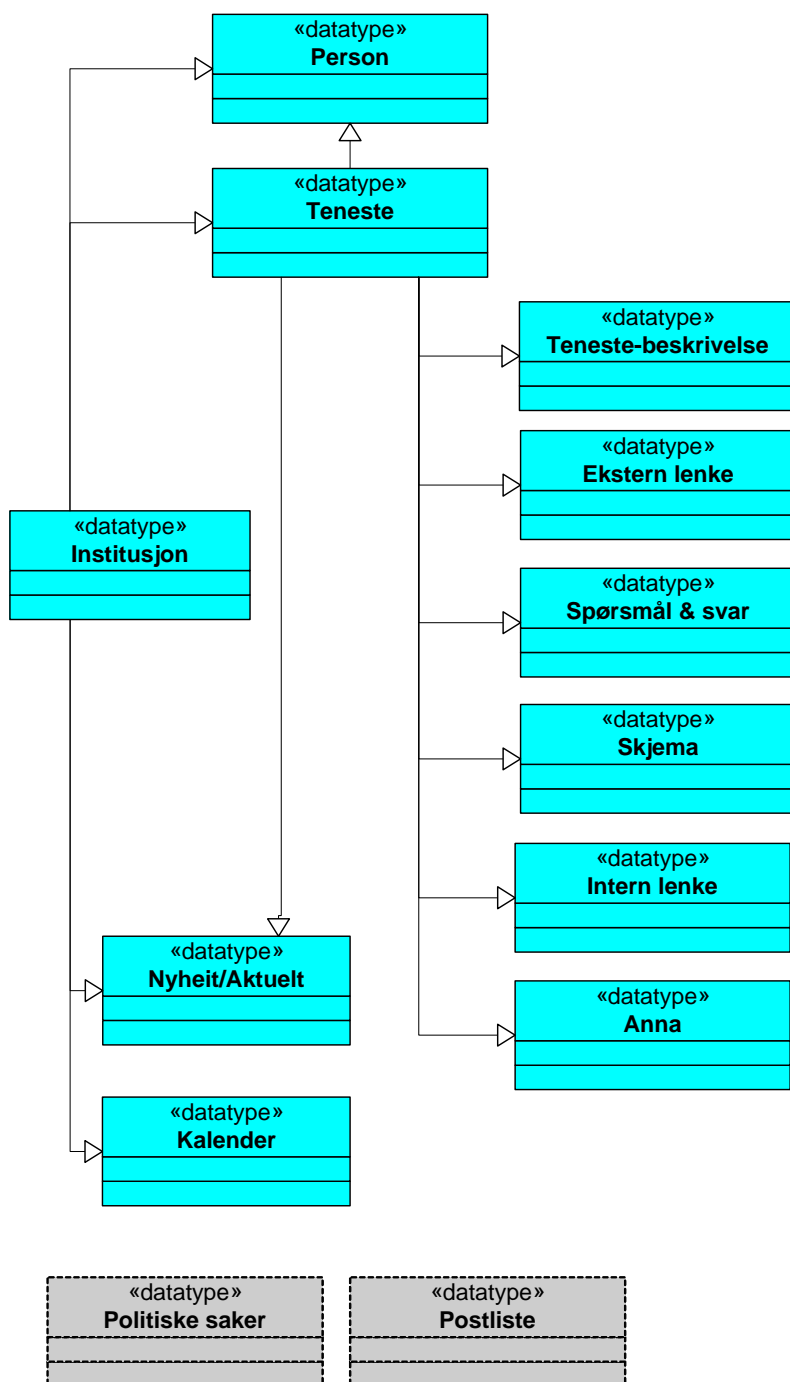 «datatype»
Person
«datatype»
Teneste
«datatype»
Teneste-beskrivelse
«datatype»
Ekstern lenke
«datatype»
Institusjon
«datatype»
Spørsmål & svar
«datatype»
Skjema
«datatype»
Intern lenke
«datatype»
Nyheit/Aktuelt
«datatype»
Anna
«datatype»
Kalender
«datatype»
Politiske saker
«datatype»
Postliste